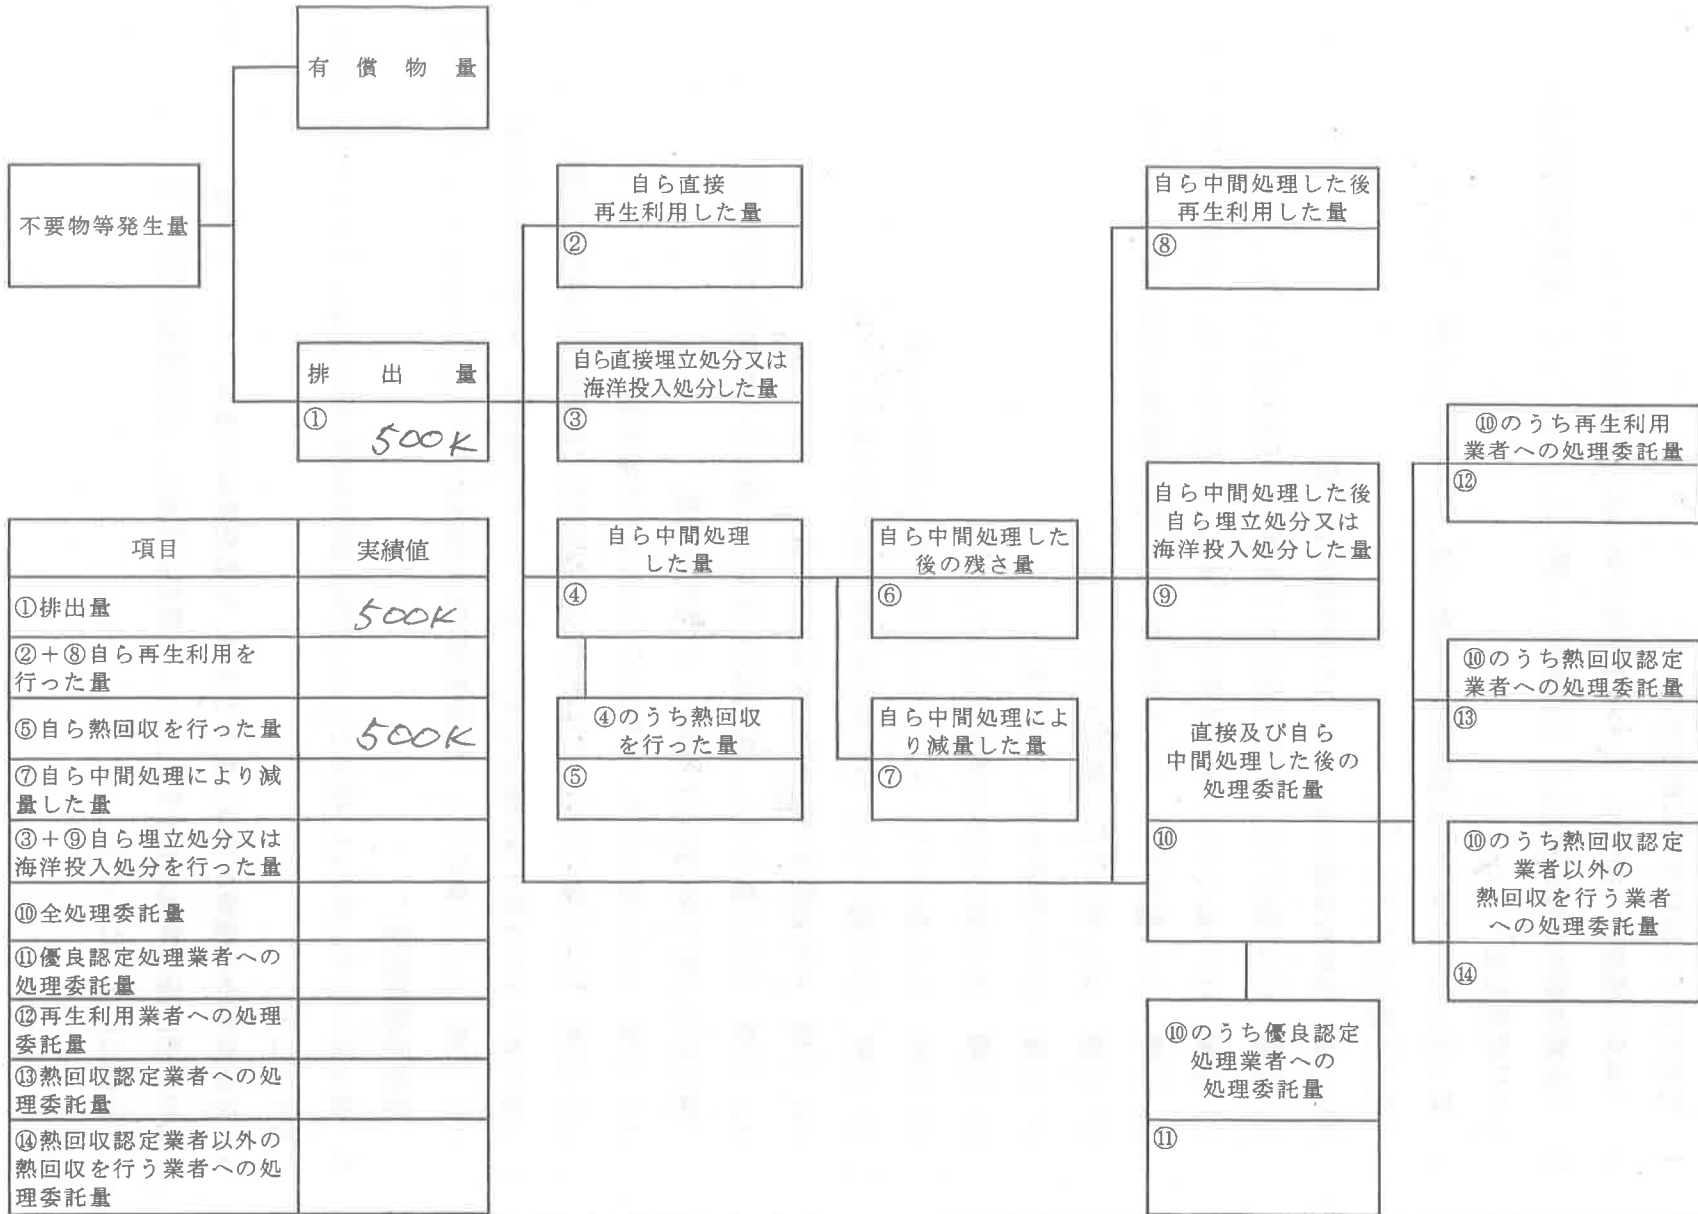 有償物量
不要物等発生量
排出量
①
500K
自ら直接
再生利用した量
②
自ら直接埋立処分又は
海洋投入処分した量
③
自ら中間処理
した量
④
④のうち熱回収
を行った量
⑤
自ら中間処理した
後の残さ量
⑥
自ら中間処理によ
り減量した量
⑦
自ら中間処理した後
再生利用した量
⑧
自ら中間処理した後
自ら埋立処分又は
海洋投入処分した量
⑨
直接及び自ら
中間処理した後の
処理委託量
⑩
⑩のうち優良認定
処理業者への
処理委託量
⑪
⑩のうち再生利用
業者への処理委託量
⑫
⑩のうち熱回収認定
業者への処理委託量
⑬
⑩のうち熱回収認定
業者以外の
熱回収を行う業者
への処理委託量
⑭
項目 実績値
①排出量 500K
②+⑧自ら再生利用を
行った量
⑤自ら熱回収を行った量 500K
⑦自ら中間処理により減
量した量
③+⑨自ら埋立処分又は
海洋投入処分を行った量
⑩全処理委託量
⑪優良認定処理業者への
処理委託量
⑫再生利用業者への処理
委託量
⑬熱回収認定業者への処
理委託量
⑭熱回収認定業者以外の
熱回収を行う業者への処
理委託量